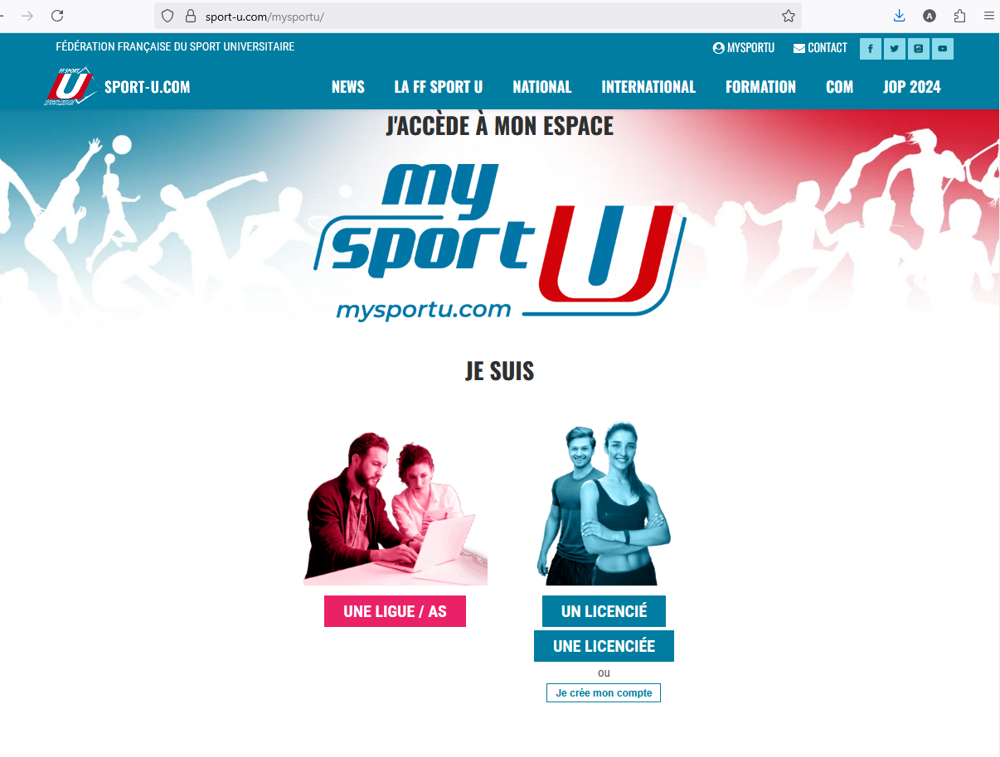 sport-u.com/mysportu/
A
FÉDÉRATION FRANÇAISE DU SPORT UNIVERSITAIRE
MYSPORTU CONTACT
FF SPORT
U
SPORT-U.COM
NEWS LA FF SPORT U NATIONAL INTERNATIONAL FORMATION COM JOP 2024
J'ACCÈDE À MON ESPACE
my
sport U
mysportu.com
JE SUIS
UNE LIGUE / AS
UN LICENCIÉ
UNE LICENCIÉE
ou
Je crée mon compte